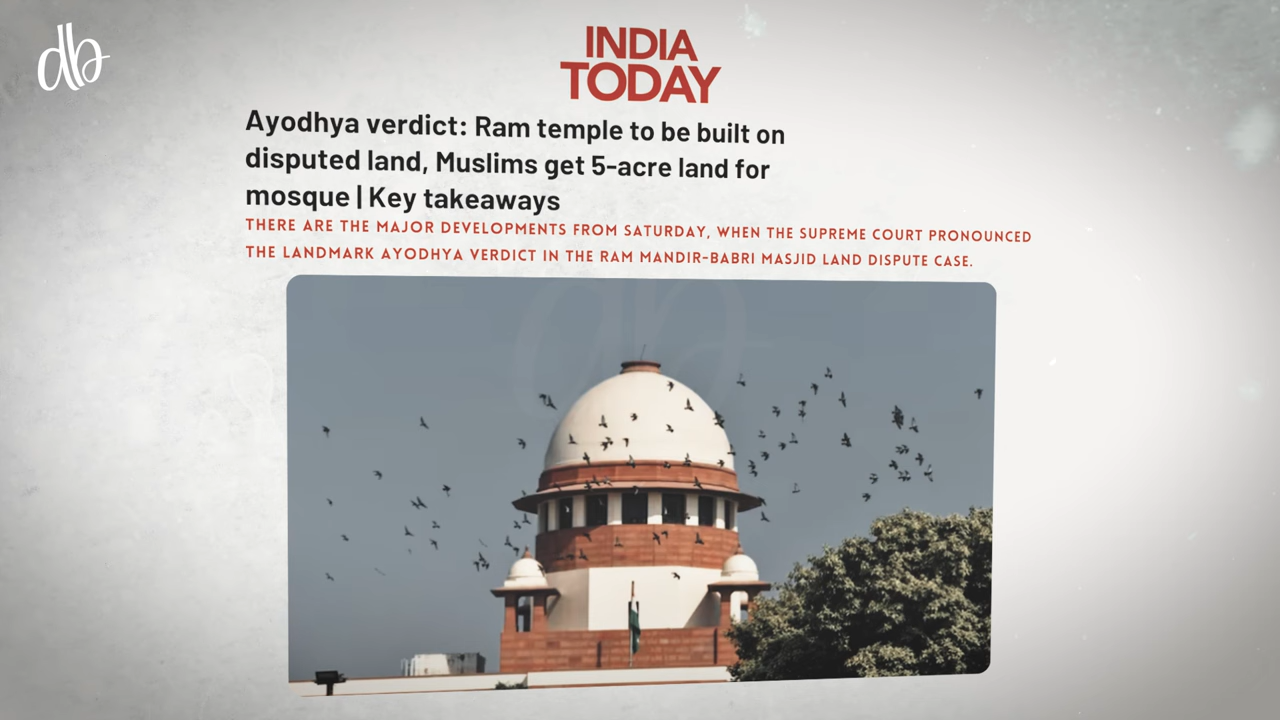 db
INDIA
TODAY
Ayodhya verdict: Ram temple to be built on
disputed land, Muslims get 5-acre land for
mosque | Key takeaways
THERE ARE THE MAJOR DEVELOPMENTS FROM SATURDAY, WHEN THE SUPREME COURT PRONOUNCED
THE LANDMARK AYODHYA VERDICT IN THE RAM MANDIR-BABRI MASJID LAND DISPUTE CASE.
db